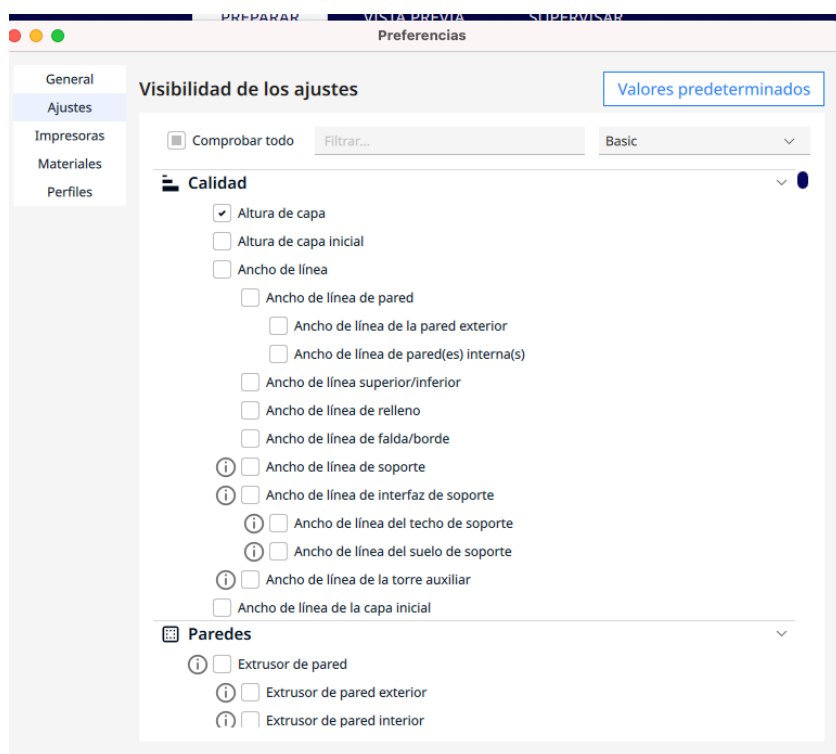 PREPARAR VISTA PREVIA SUPERVISAR
Preferencias
General
Ajustes
Impresoras
Materiales
Perfiles
Visibilidad de los ajustes
Valores predeterminados
Comprobar todo
Filtrar...
Basic
Calidad
Altura de capa
Altura de capa inicial
Ancho de línea
Ancho de línea de pared
Ancho de línea de la pared exterior
Ancho de línea de pared(es) interna(s)
Ancho de línea superior/inferior
Ancho de línea de relleno
Ancho de línea de falda/borde
Ancho de línea de soporte
Ancho de línea de interfaz de soporte
Ancho de línea del techo de soporte
Ancho de línea del suelo de soporte
Ancho de línea de la torre auxiliar
Ancho de línea de la capa inicial
Paredes
Extrusor de pared
Extrusor de pared exterior
Extrusor de pared interior